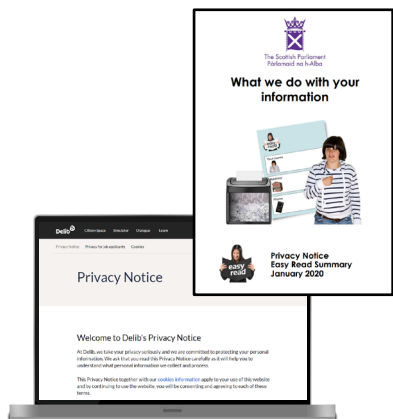 The Scottish Parliament
Pàrlamaid na h-Alba
What we do with your
information
easy
read
Privacy Notice
Easy Read Summary
January 2020
Delib
Citizen Space Simulator Dialogue Learn
Privacy Notice Privacy for job applicants Cookies
Privacy Notice
Welcome to Delib's Privacy Notice
At Delib, we take your privacy seriously and we are committed to protecting your personal
information. We ask that you read this Privacy Notice carefully as it will help you to
understand what personal information we collect and process.
This Privacy Notice together with our cookies information apply to your use of this website
and by continuing to use the website, you will be consenting and agreeing to each of these
terms.